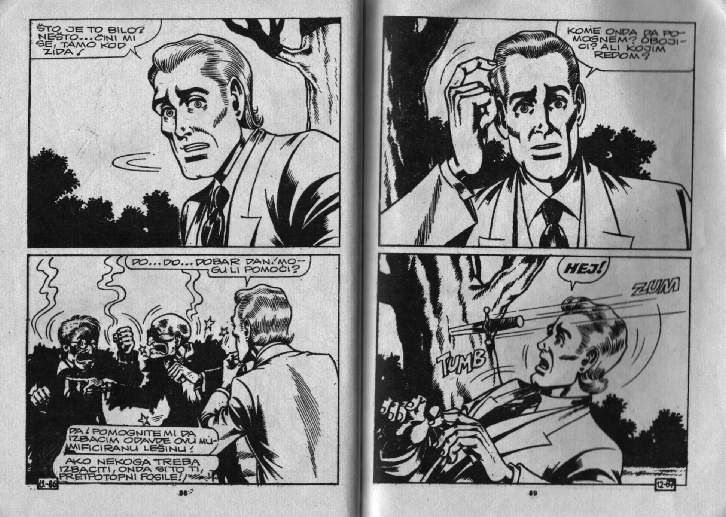 ŠTO JE TO BILO?
NEŠTO...ČINI MI
SE, TAMO KOD
ZIDA!
DO...DO...DOBAR DAN! MO-
GU LI POMOĆI?
DA! POMOGNITE MI DA
IZBACIM ODAVDE OVU MU-
MIFICIRANU LEŠINU!
AKO NEKOGA TREBA
IZBACITI, ONDA SI TO TI,
PRETPOTOPNI FOSILE!
88
KOME ONDA DA PO-
MOGNEM? OBOJI-
CI? ALI KOJIM
REDOM?
HEJ!
ZUM
TUMB
89